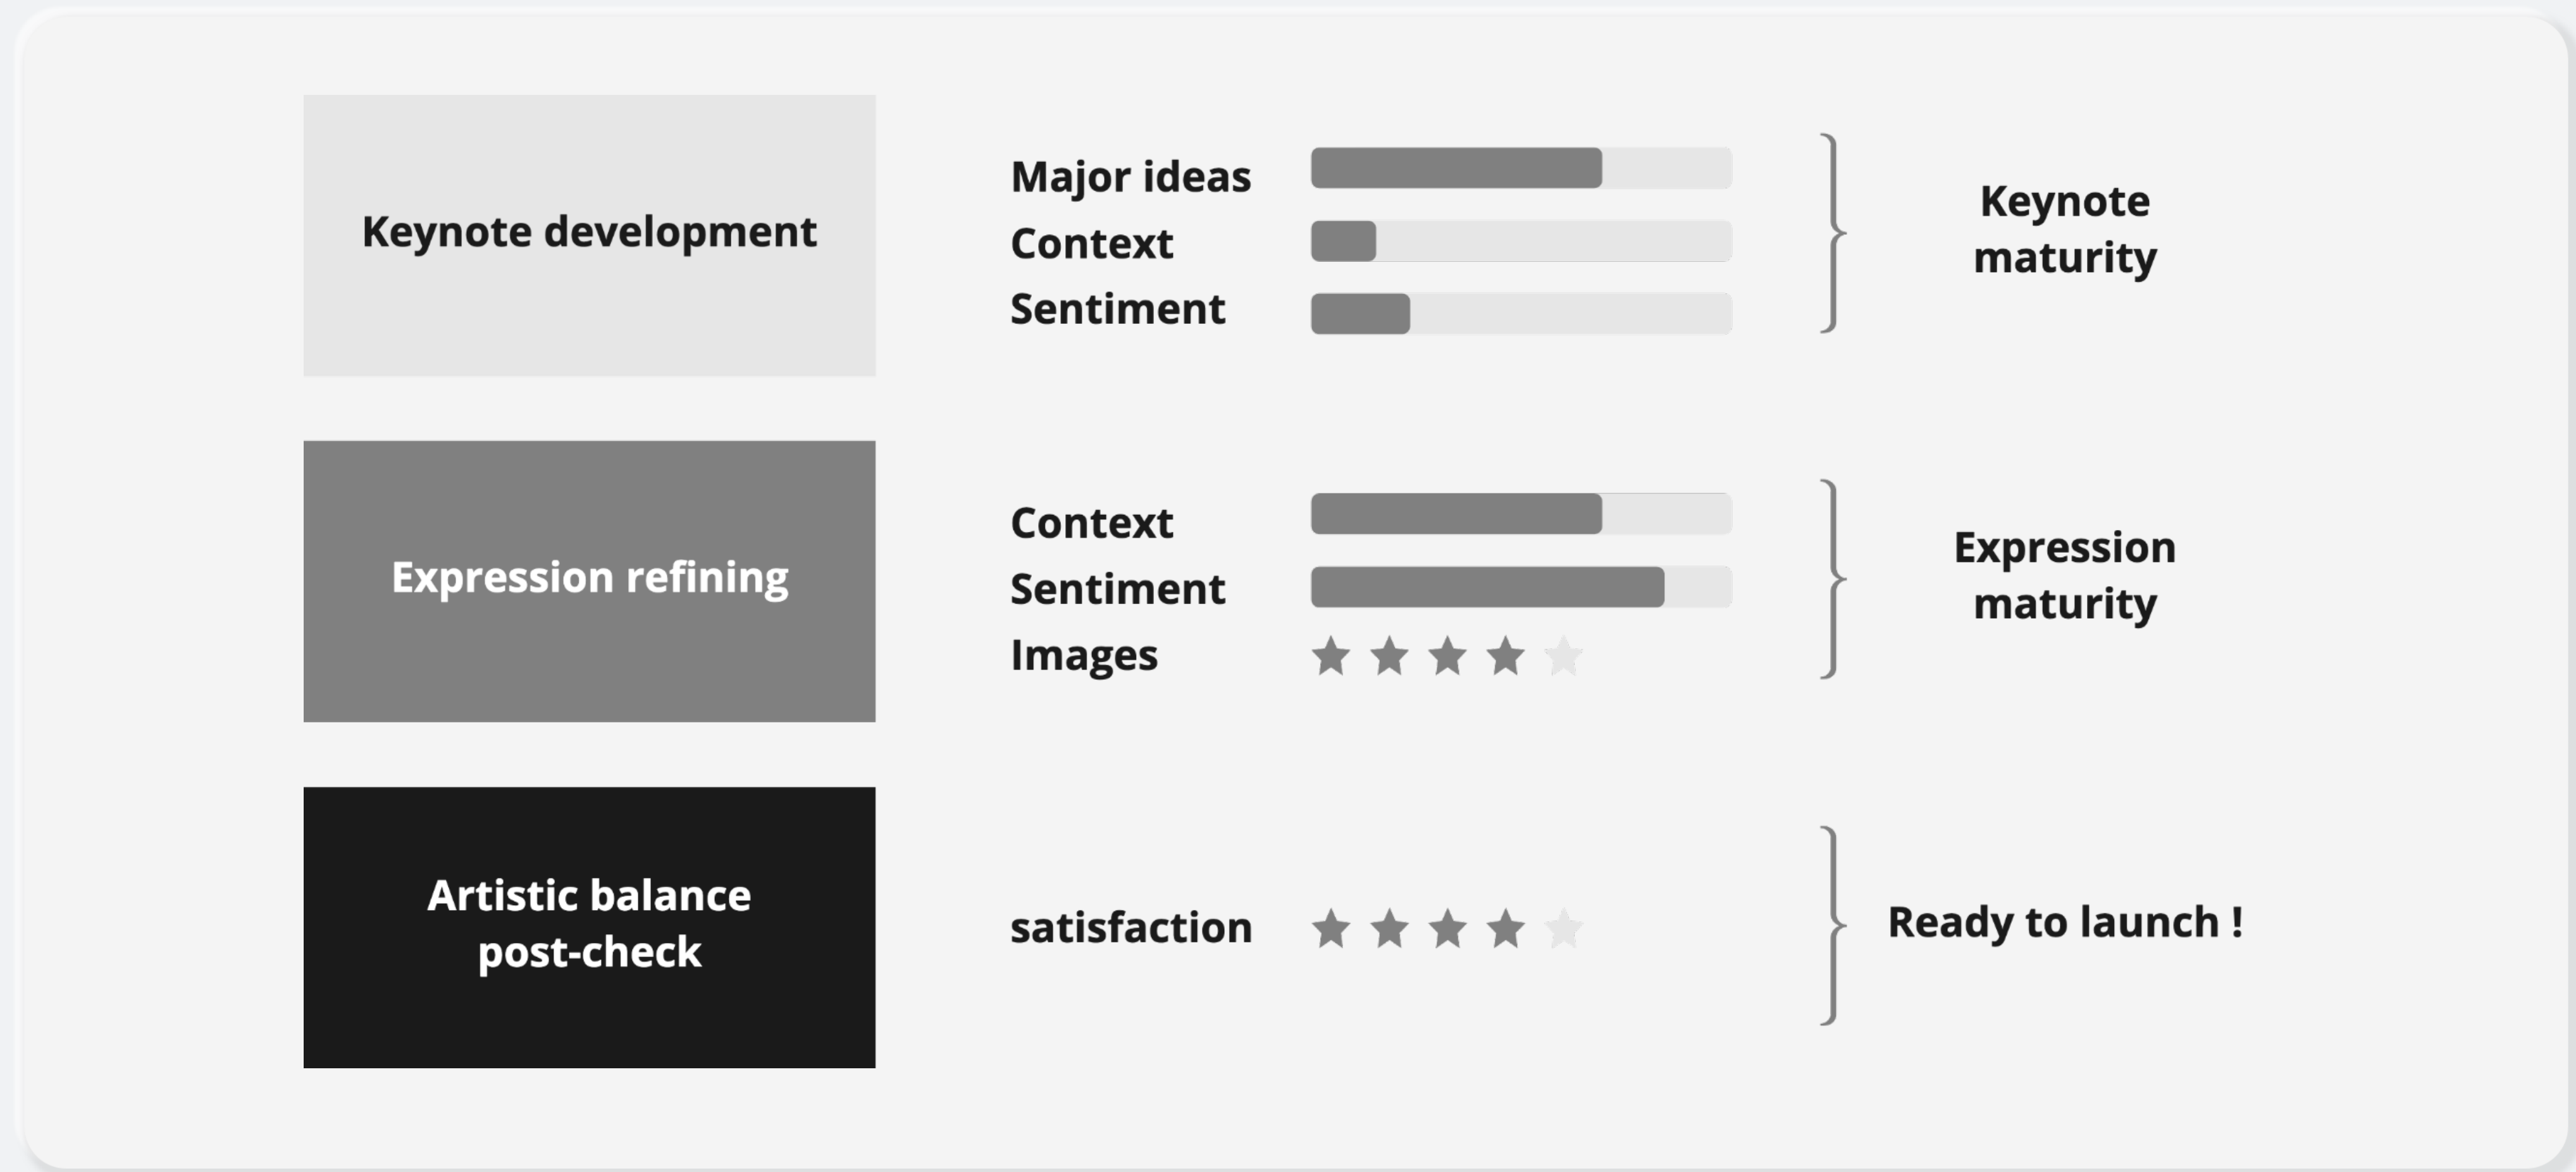 Keynote development
Major ideas
Context
Sentiment
Keynote
maturity
Expression refining
Context
Sentiment
Images
Expression
maturity
Artistic balance
post-check
satisfaction
Ready to launch !